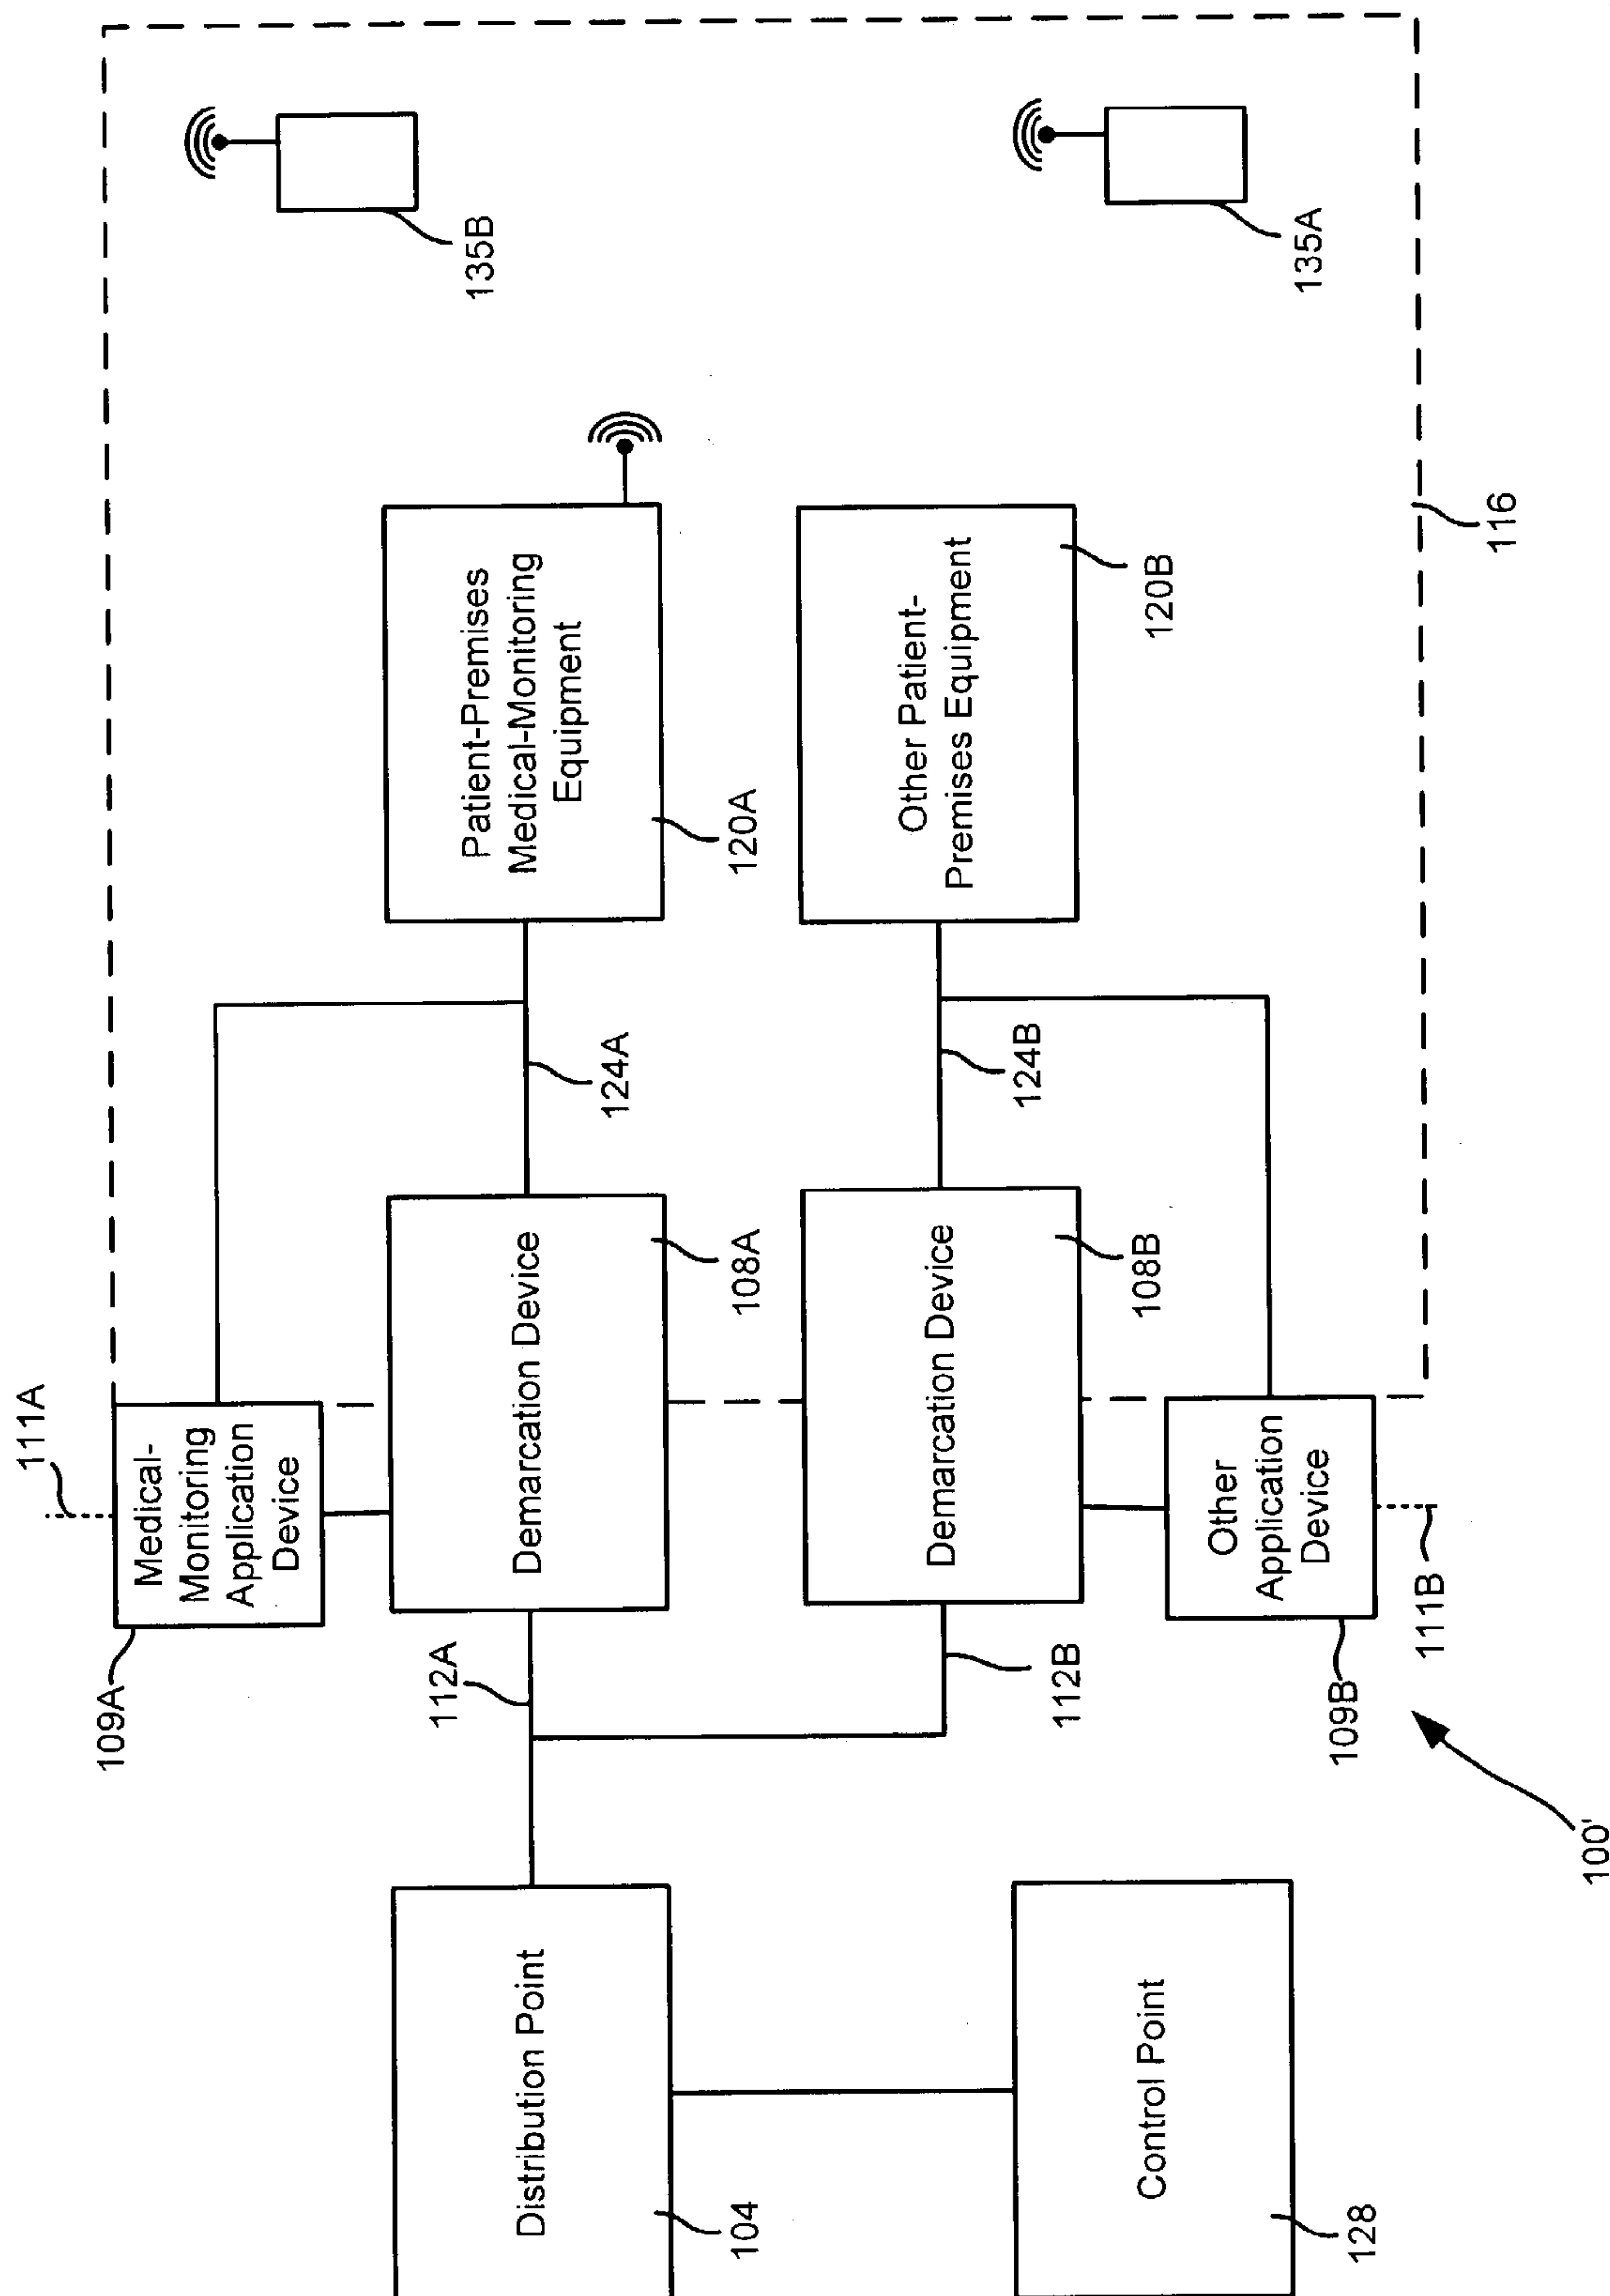 111A
109A
Medical-
Monitoring
Application
Device
135B
112A
Distribution Point
104
Demarcation Device
108A
124A
Patient-Premises
Medical-Monitoring
Equipment
120A
112B
Demarcation Device
108B
124B
Other Patient-
Premises Equipment
120B
Control Point
128
109B
Other
Application
Device
111B
135A
116
100'